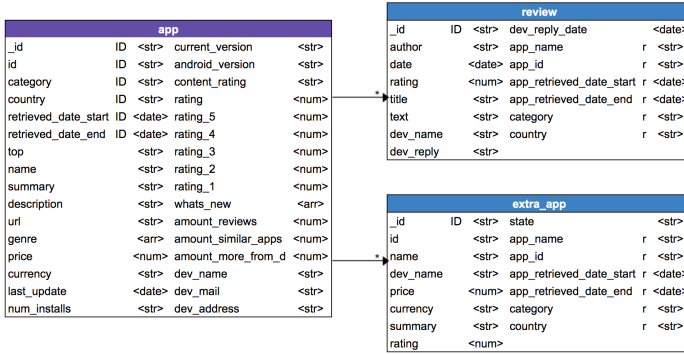 app
_id ID <str> current_version <str>
id ID <str> android_version <str>
category ID <str> content_rating <str>
country ID <str> rating <num>
retrieved_date_start ID <date> rating_5 <num>
retrieved_date_end ID <date> rating_4 <num>
top <str> rating_3 <num>
name <str> rating_2 <num>
summary <str> rating_1 <num>
description <str> whats_new <arr>
url <str> amount_reviews <num>
genre <arr> amount_similar_apps <num>
price <num> amount_more_from_d <num>
currency <str> dev_name <str>
last_update <date> dev_mail <str>
num_installs <str> dev_address <str>
*
*
review
_id ID <str> dev_reply_date <date>
author <str> app_name r <str>
date <date> app_id r <str>
rating <num> app_retrieved_date_start r <date>
title <str> app_retrieved_date_end r <date>
text <str> category r <str>
dev_name <str> country r <str>
dev_reply <str>
extra_app
_id ID <str> state <str>
id <str> app_name r <str>
name <str> app_id r <str>
dev_name <str> app_retrieved_date_start r <date>
price <num> app_retrieved_date_end r <date>
currency <str> category r <str>
summary <str> country r <str>
rating <num>